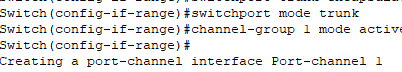 Switch(config-if-range)#switchport mode trunk
Switch(config-if-range)#channel-group 1 mode active
Switch(config-if-range)#
Creating a port-channel interface Port-channel 1